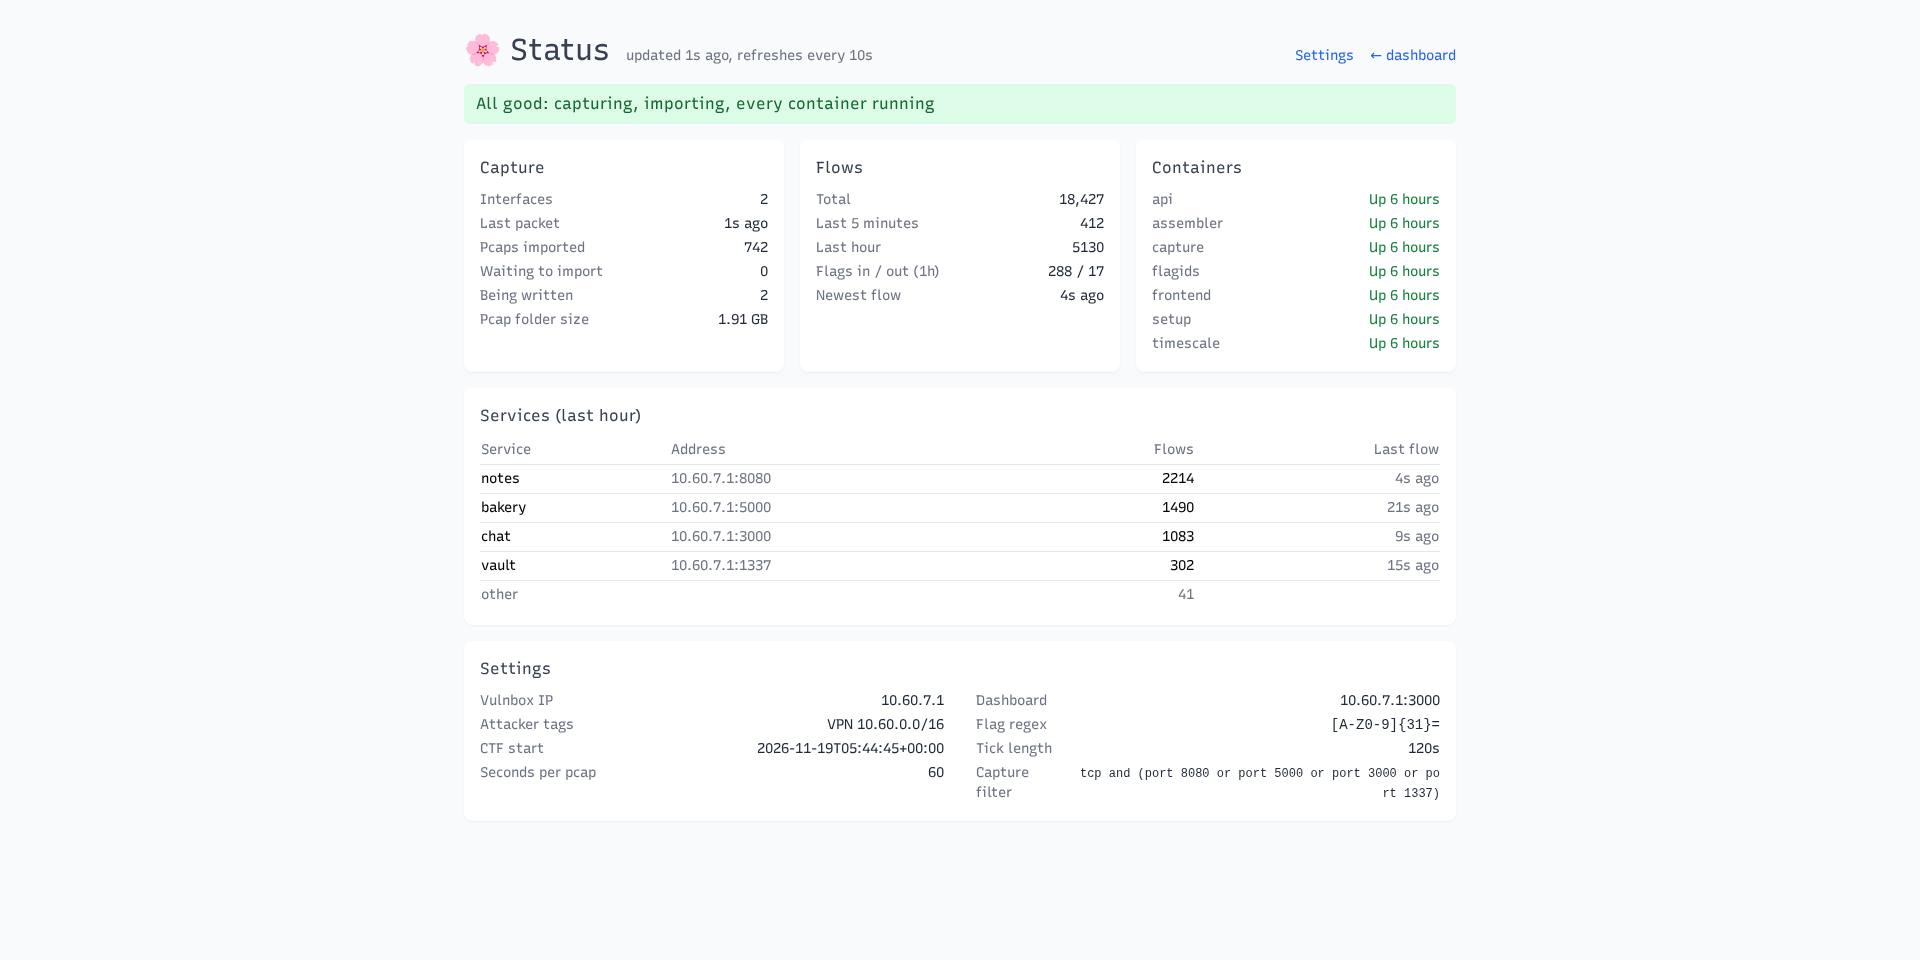 Status updated 1s ago, refreshes every 10s Settings ← dashboard
All good: capturing, importing, every container running
Capture
Interfaces 2
Last packet 1s ago
Pcaps imported 742
Waiting to import 0
Being written 2
Pcap folder size 1.91 GB
Flows
Total 18,427
Last 5 minutes 412
Last hour 5130
Flags in / out (1h) 288 / 17
Newest flow 4s ago
Containers
api Up 6 hours
assembler Up 6 hours
capture Up 6 hours
flagids Up 6 hours
frontend Up 6 hours
setup Up 6 hours
timescale Up 6 hours
Services (last hour)
Service Address Flows Last flow
notes 10.60.7.1:8080 2214 4s ago
bakery 10.60.7.1:5000 1490 21s ago
chat 10.60.7.1:3000 1083 9s ago
vault 10.60.7.1:1337 302 15s ago
other 41
Settings
Vulnbox IP 10.60.7.1
Attacker tags VPN 10.60.0.0/16
CTF start 2026-11-19T05:44:45+00:00
Seconds per pcap 60
Dashboard 10.60.7.1:3000
Flag regex [A-Z0-9]{31}=
Tick length 120s
Capture tcp and (port 8080 or port 5000 or port 3000 or po
filter rt 1337)